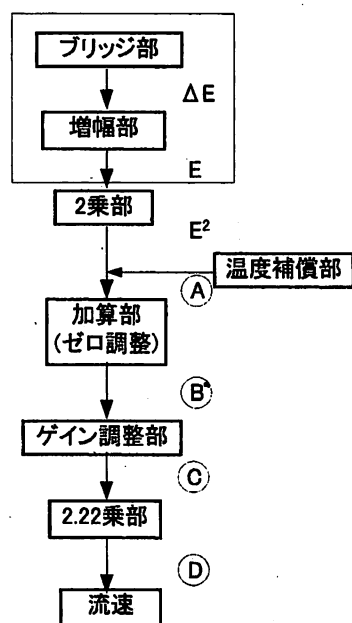 ブリッジ部
ΔE
増幅部
E
2乗部
E²
温度補償部
A
加算部
(ゼロ調整)
B
ゲイン調整部
C
2.22乗部
D
流速